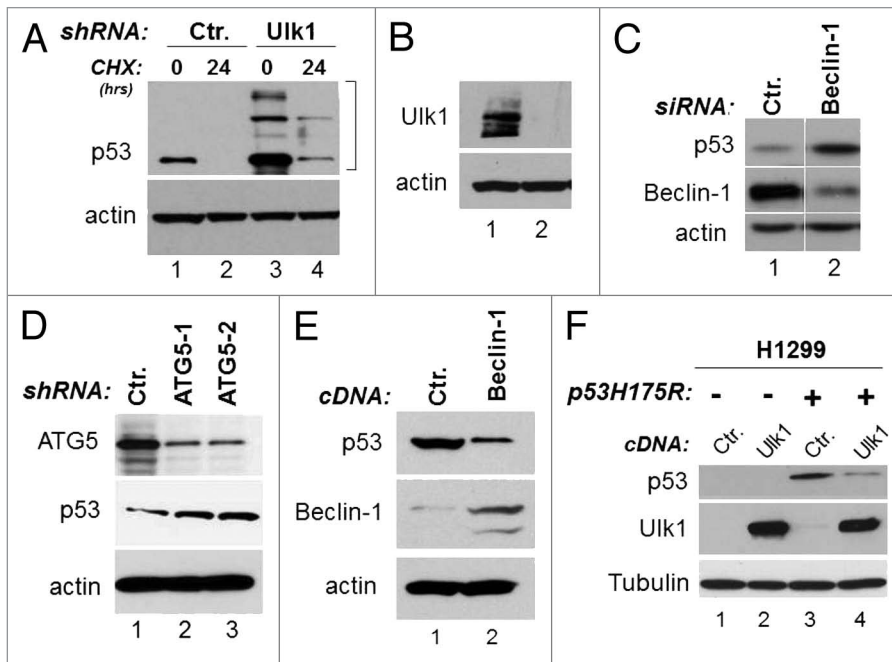 A
shRNA: Ctr. Ulk1
CHX: 0 24 0 24
(hrs)
p53
actin
1 2 3 4
B
Ulk1
actin
1 2
C
siRNA: Ctr. Beclin-1
p53
Beclin-1
actin
1 2
D
shRNA: Ctr. ATG5-1 ATG5-2
ATG5
p53
actin
1 2 3
E
cDNA: Ctr. Beclin-1
p53
Beclin-1
actin
1 2
F
H1299
p53H175R: - - + +
cDNA: Ctr. Ulk1 Ctr. Ulk1
p53
Ulk1
Tubulin
1 2 3 4